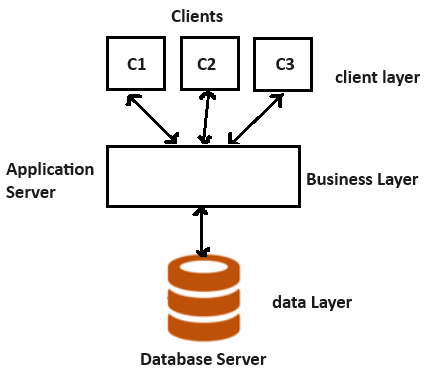 Clients
C1
C2
C3
client layer
Application
Server
Business Layer
data Layer
Database Server